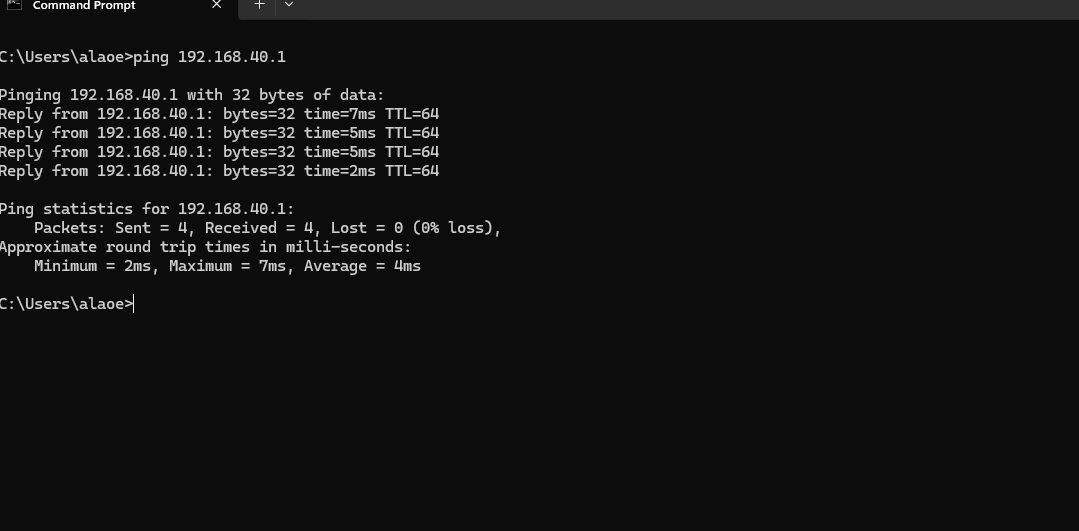 Command Prompt
C:\Users\alaoe>ping 192.168.40.1
Pinging 192.168.40.1 with 32 bytes of data:
Reply from 192.168.40.1: bytes=32 time=7ms TTL=64
Reply from 192.168.40.1: bytes=32 time=5ms TTL=64
Reply from 192.168.40.1: bytes=32 time=5ms TTL=64
Reply from 192.168.40.1: bytes=32 time=2ms TTL=64
Ping statistics for 192.168.40.1:
    Packets: Sent = 4, Received = 4, Lost = 0 (0% loss),
Approximate round trip times in milli-seconds:
    Minimum = 2ms, Maximum = 7ms, Average = 4ms
C:\Users\alaoe>